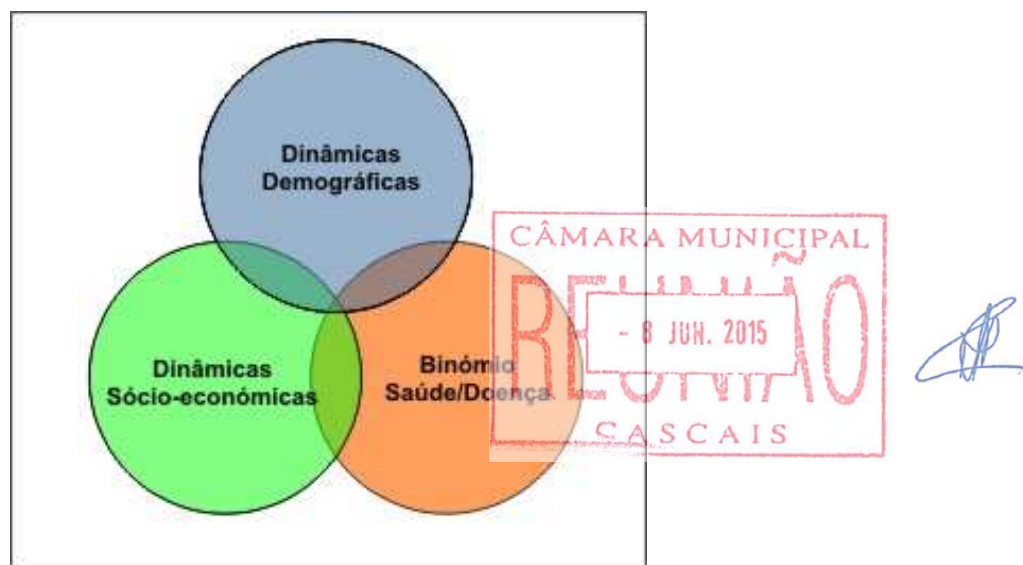 Dinâmicas
Demográficas
Dinâmicas
Sócio-económicas
Binómio
Saúde/Doença
CÂMARA MUNICIPAL
REUNIÃO
- 8 JUN. 2015
CASCAIS